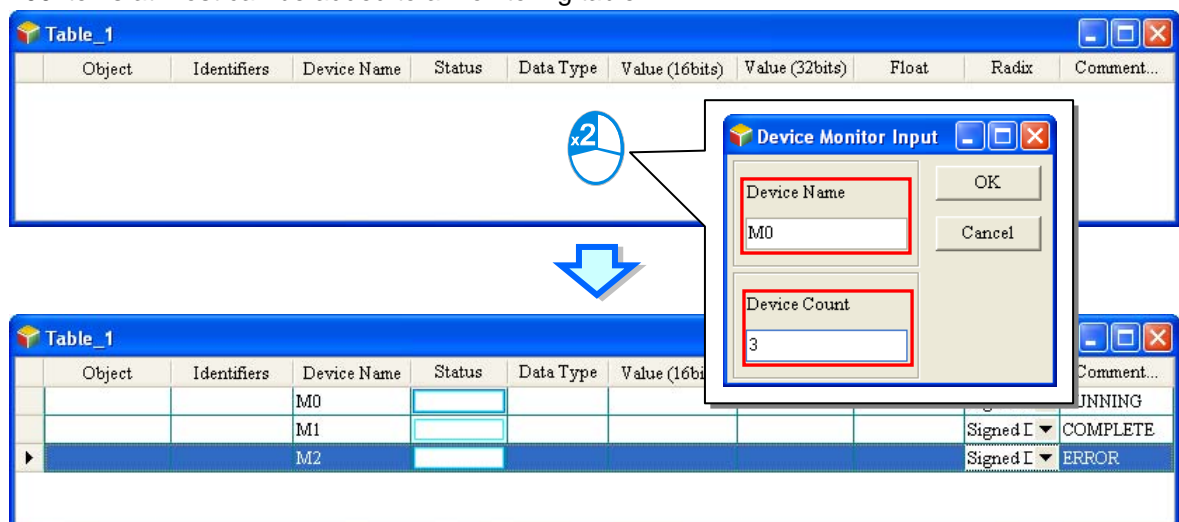 Table_1
Object Identifiers Device Name Status Data Type Value (16bits) Value (32bits) Float Radix Comment...
x2
Device Monitor Input
Device Name
OK
M0
Cancel
Device Count
3
Table_1
Object Identifiers Device Name Status Data Type Value (16bi Comment...
M0 UNNING
M1 Signed D COMPLETE
M2 Signed D ERROR